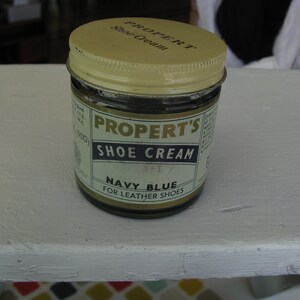 PROPERT
Shoe Cream
PROPERT'S
SHOE CREAM
NAVY BLUE
FOR LEATHER SHOES